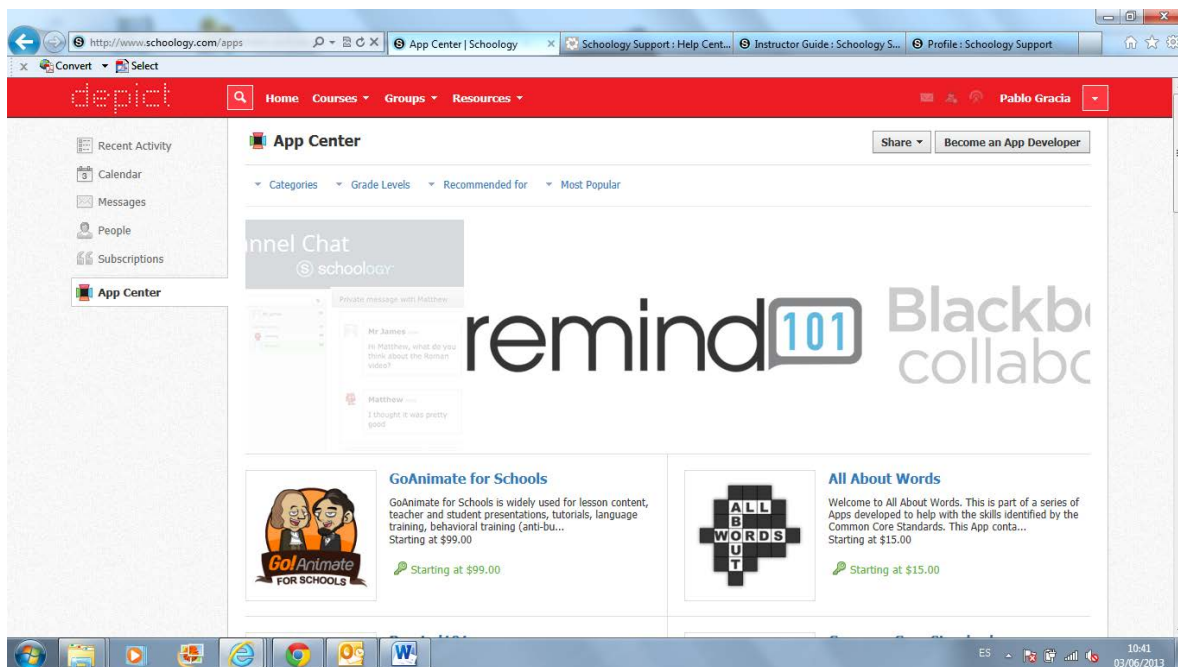 http://www.schoology.com/apps
App Center | Schoology
Schoology Support : Help Cent...
Instructor Guide : Schoology S...
Profile : Schoology Support
x Convert Select
depict
Home Courses Groups Resources
Pablo Gracia
Recent Activity
Calendar
Messages
People
Subscriptions
App Center
App Center
Share
Become an App Developer
Categories Grade Levels Recommended for Most Popular
nnel Chat
schoology
Private message with Matthew
Mr James
Hi Matthew, what do you
think about the Roman
video?
Matthew
I thought it was pretty
good
remind101
Blackb
collabo
GoAnimate for Schools
GoAnimate for Schools is widely used for lesson content,
teacher and student presentations, tutorials, language
training, behavioral training (anti-bu...
Starting at $99.00
Starting at $99.00
Go!Animate
FOR SCHOOLS
All About Words
Welcome to All About Words. This is part of a series of
Apps developed to help with the skills identified by the
Common Core Standards. This App conta...
Starting at $15.00
Starting at $15.00
ALL
ABOUT
WORDS
ES
10:41
03/06/2013